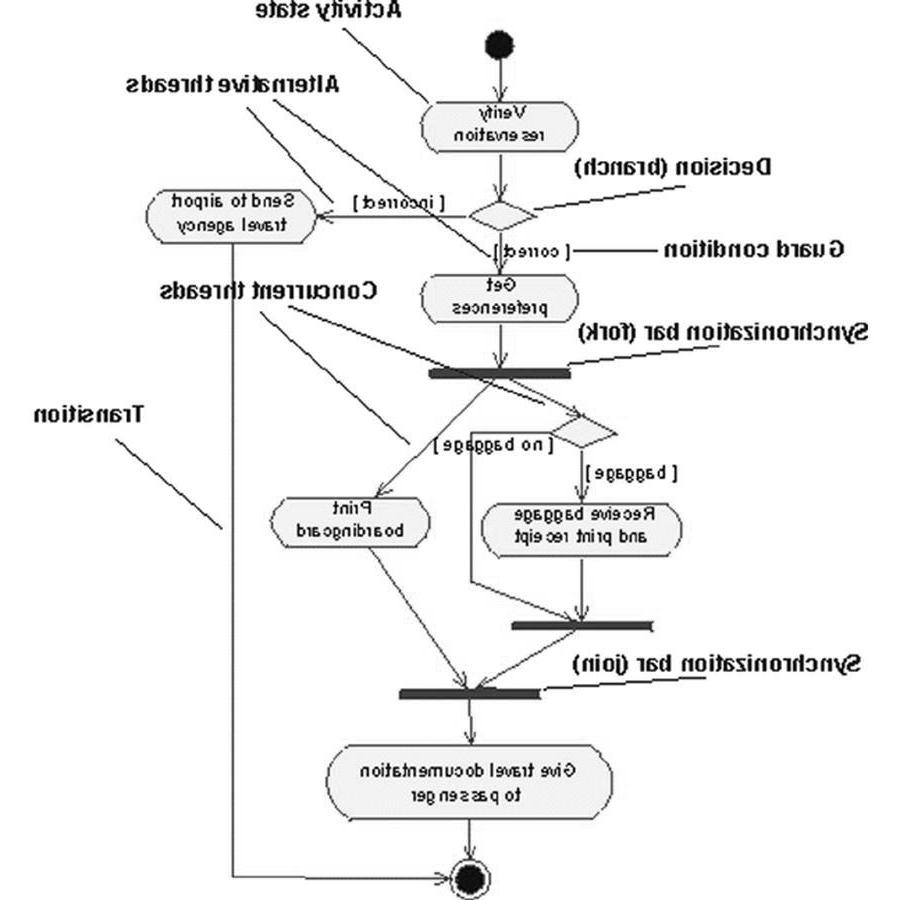 Activity state
Alternative threads
Verify
reservation
Decision (branch)
Send to airport
travel agency
[ incorrect ]
[ correct ]
Guard condition
Get
preferences
Concurrent threads
Synchronization bar (fork)
Transition
[ no baggage ]
[ baggage ]
Print
boardingcard
Receive baggage
and print receipt
Synchronization bar (join)
Give travel documentation
to passenger